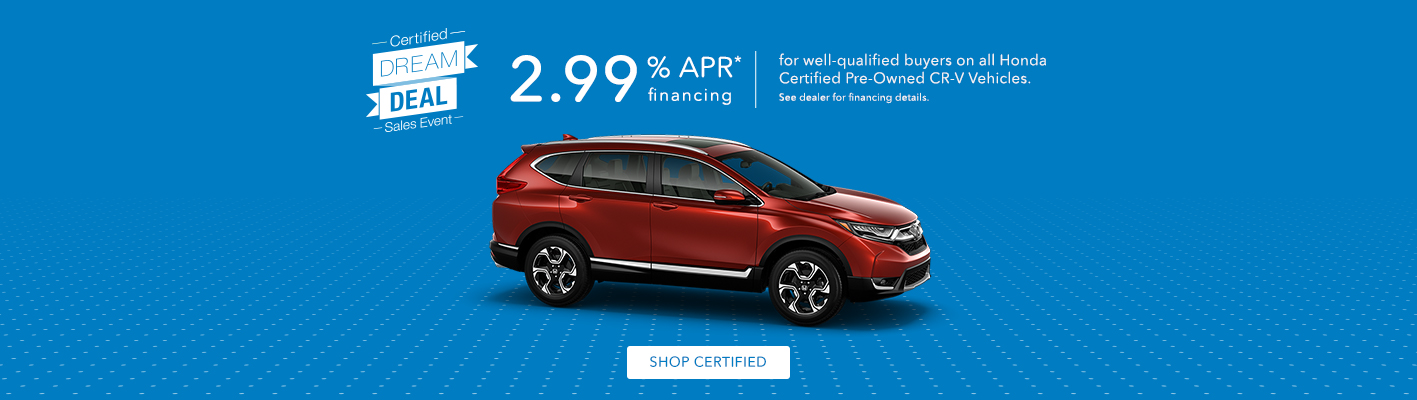 Certified
DREAM
DEAL
Sales Event
2.99 % APR*
financing
for well-qualified buyers on all Honda
Certified Pre-Owned CR-V Vehicles.
See dealer for financing details.
SHOP CERTIFIED